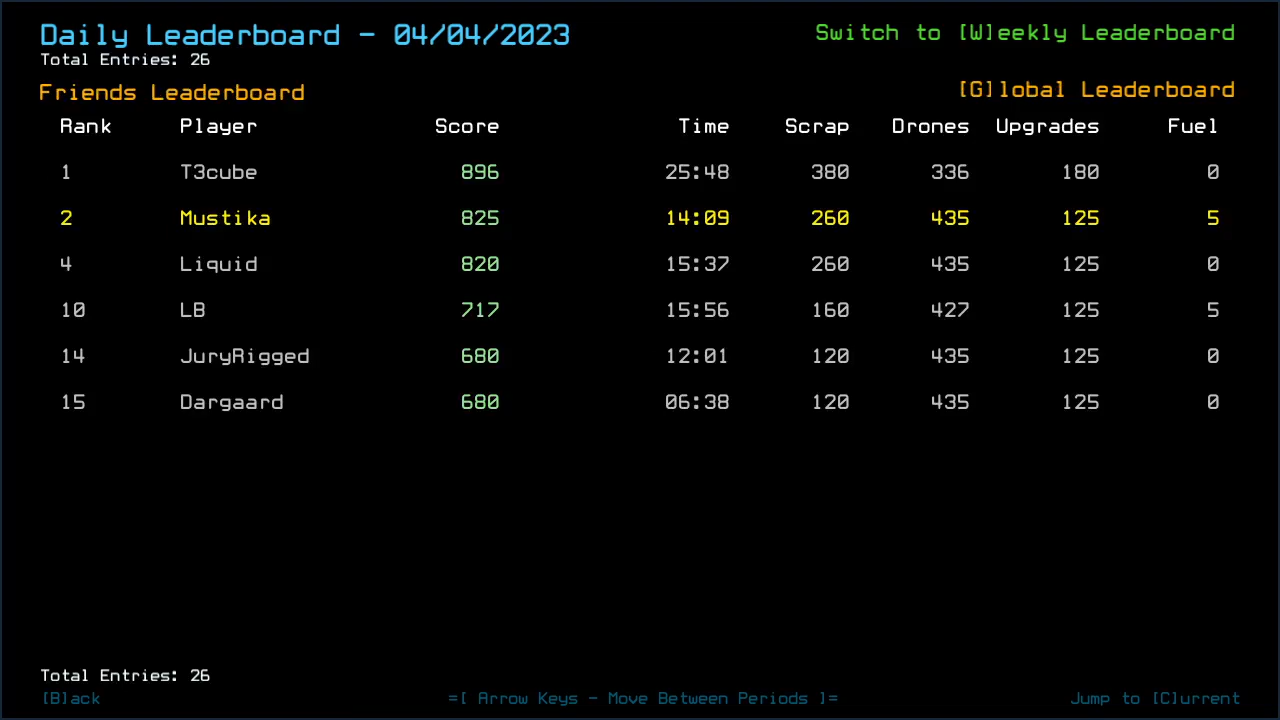 Daily Leaderboard - 04/04/2023 Switch to [W]eekly Leaderboard
Total Entries: 26
Friends Leaderboard [G]lobal Leaderboard
Rank Player Score Time Scrap Drones Upgrades Fuel
1 T3cube 896 25:48 380 336 180 0
2 Mustika 825 14:09 260 435 125 5
4 Liquid 820 15:37 260 435 125 0
10 LB 717 15:56 160 427 125 5
14 JuryRigged 680 12:01 120 435 125 0
15 Dargaard 680 06:38 120 435 125 0
Total Entries: 26
[B]ack =[ Arrow Keys - Move Between Periods ]= Jump to [C]urrent